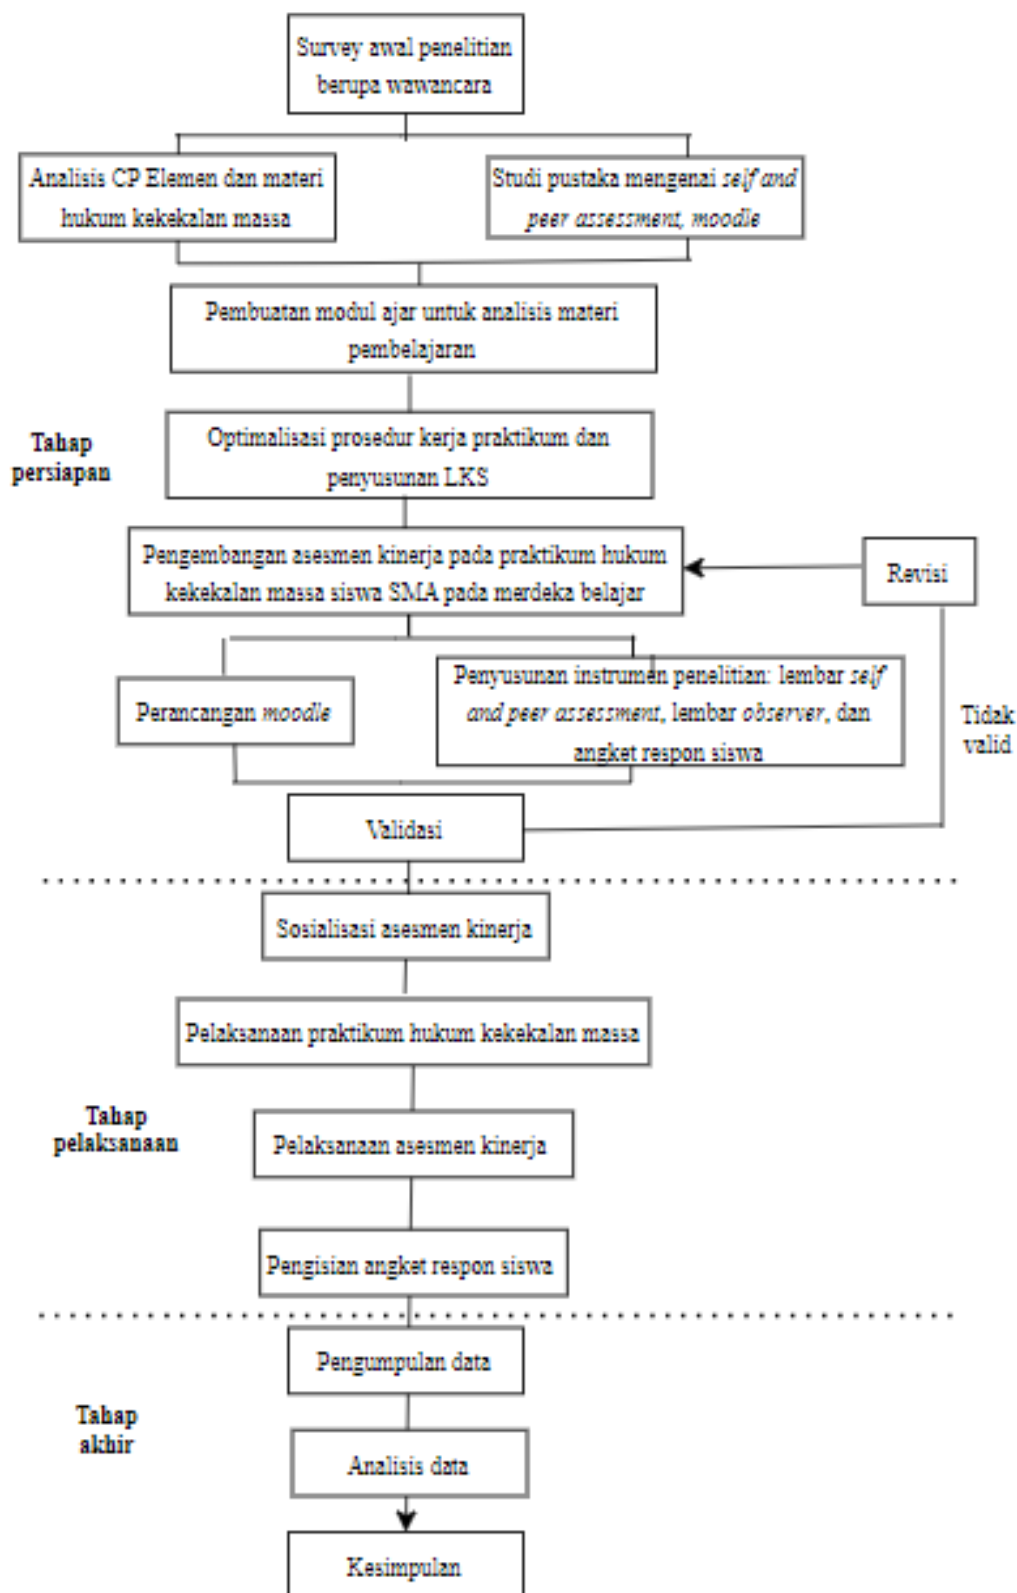 Survey awal penelitian
berupa wawancara
Analisis CP Elemen dan materi
hukum kekekalan massa
Studi pustaka mengenai self and
peer assessment, moodle
Pembuatan modul ajar untuk analisis materi
pembelajaran
Optimalisasi prosedur kerja praktikum dan
penyusunan LKS
Tahap
persiapan
Pengembangan asesmen kinerja pada praktikum hukum
kekekalan massa siswa SMA pada merdeka belajar
Revisi
Perancangan moodle
Penyusunan instrumen penelitian: lembar self
and peer assessment, lembar observer, dan
angket respon siswa
Tidak
valid
Validasi
Sosialisasi asesmen kinerja
Pelaksanaan praktikum hukum kekekalan massa
Tahap
pelaksanaan
Pelaksanaan asesmen kinerja
Pengisian angket respon siswa
Pengumpulan data
Tahap
akhir
Analisis data
Kesimpulan